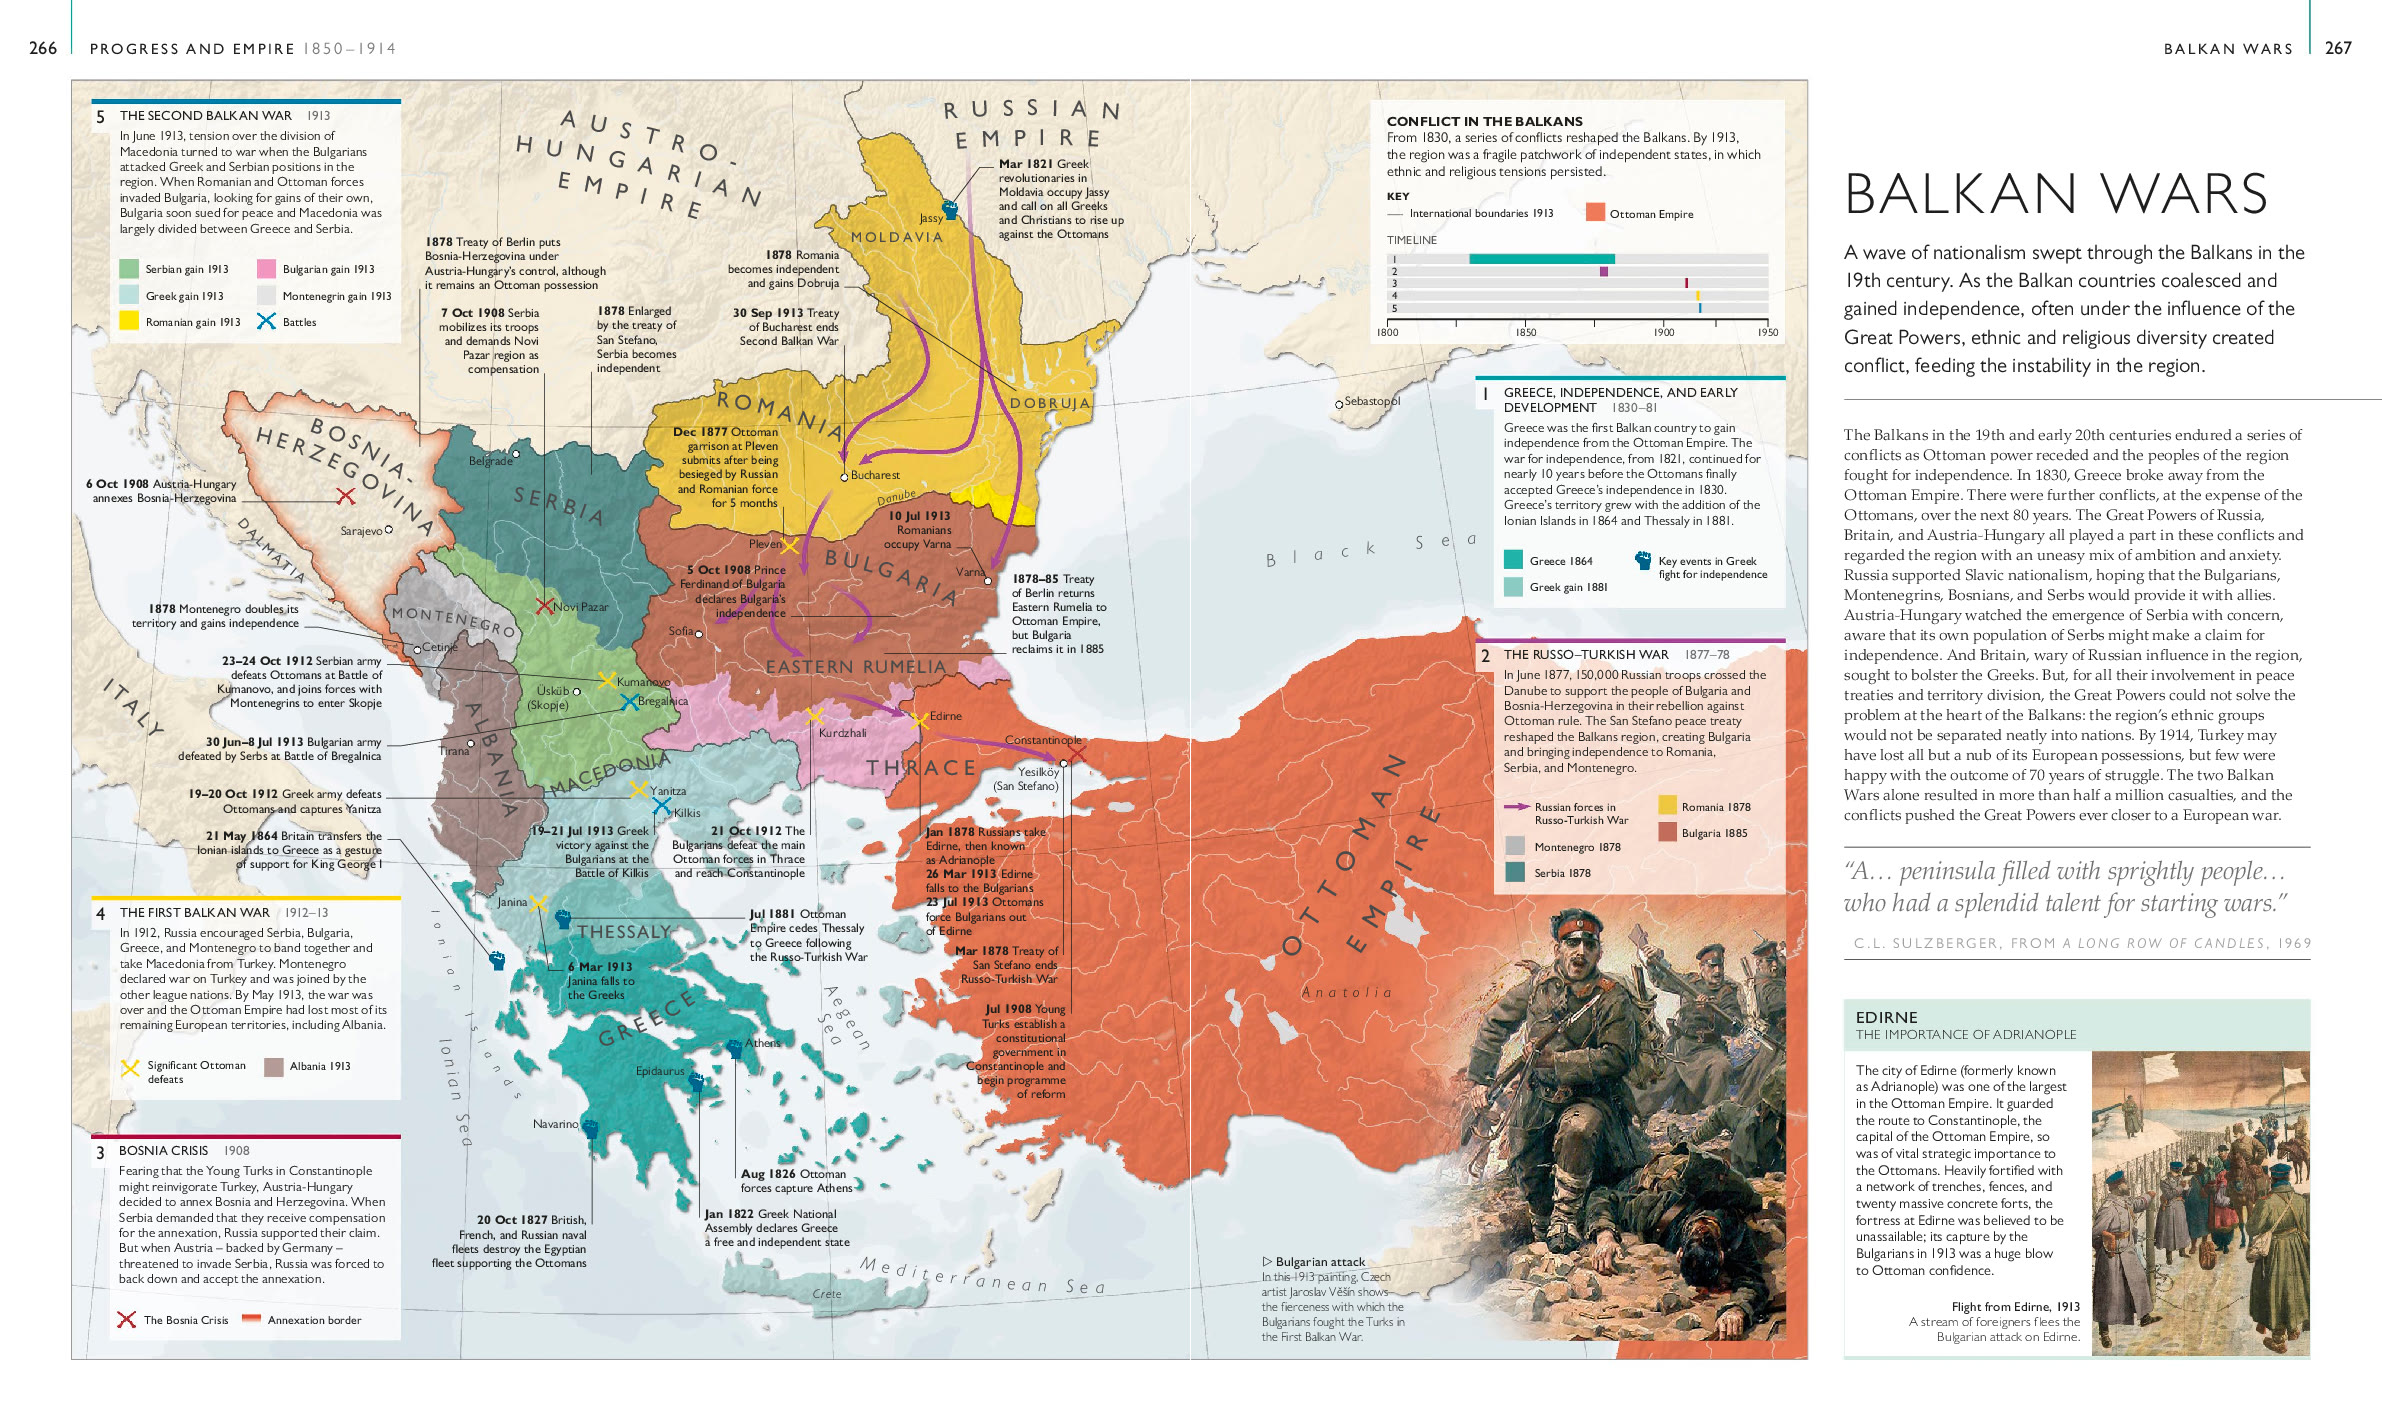 266
PROGRESS AND EMPIRE 1850–1914
BALKAN WARS
267
5 THE SECOND BALKAN WAR 1913
In June 1913, tension over the division of
Macedonia turned to war when the Bulgarians
attacked Greek and Serbian positions in the
region. When Romanian and Ottoman forces
invaded Bulgaria, looking for gains of their own,
Bulgaria soon sued for peace and Macedonia was
largely divided between Greece and Serbia.
Serbian gain 1913
Bulgarian gain 1913
Greek gain 1913
Montenegrin gain 1913
Romanian gain 1913
Battles
AUSTRO-
HUNGARIAN
EMPIRE
RUSSIAN
EMPIRE
Mar 1821 Greek
revolutionaries in
Moldavia occupy Jassy
and call on all Greeks
and Christians to rise up
against the Ottomans
Jassy
MOLDAVIA
1878 Treaty of Berlin puts
Bosnia-Herzegovina under
Austria-Hungary's control, although
it remains an Ottoman possession
1878 Romania
becomes independent
and gains Dobruja
7 Oct 1908 Serbia
mobilizes its troops
and demands Novi
Pazar region as
compensation
1878 Enlarged
by the treaty of
San Stefano,
Serbia becomes
independent
30 Sep 1913 Treaty
of Bucharest ends
Second Balkan War
CONFLICT IN THE BALKANS
From 1830, a series of conflicts reshaped the Balkans. By 1913,
the region was a fragile patchwork of independent states, in which
ethnic and religious tensions persisted.
KEY
International boundaries 1913
Ottoman Empire
TIMELINE
1
2
3
4
5
1800 1850 1900 1950
1 GREECE, INDEPENDENCE, AND EARLY
DEVELOPMENT 1830–81
Greece was the first Balkan country to gain
independence from the Ottoman Empire. The
war for independence, from 1821, continued for
nearly 10 years before the Ottomans finally
accepted Greece's independence in 1830.
Greece's territory grew with the addition of the
Ionian Islands in 1864 and Thessaly in 1881.
Greece 1864
Key events in Greek
fight for independence
Greek gain 1881
2 THE RUSSO–TURKISH WAR 1877–78
In June 1877, 150,000 Russian troops crossed the
Danube to support the people of Bulgaria and
Bosnia-Herzegovina in their rebellion against
Ottoman rule. The San Stefano peace treaty
reshaped the Balkans region, creating Bulgaria
and bringing independence to Romania,
Serbia, and Montenegro.
Russian forces in
Russo-Turkish War
Romania 1878
Bulgaria 1885
Montenegro 1878
Serbia 1878
ROMANIA
DOBRUJA
Sebastopol
BOSNIA-
HERZEGOVINA
Belgrade
SERBIA
Dec 1877 Ottoman
garrison at Pleven
submits after being
besieged by Russian
and Romanian force
for 5 months
Bucharest
Danube
6 Oct 1908 Austria-Hungary
annexes Bosnia-Herzegovina
Sarajevo
DALMATIA
10 Jul 1913
Romanians
occupy Varna
Pleven
BULGARIA
Varna
Black Sea
5 Oct 1908 Prince
Ferdinand of Bulgaria
declares Bulgaria's
independence
1878–85 Treaty
of Berlin returns
Eastern Rumelia to
Ottoman Empire,
but Bulgaria
reclaims it in 1885
1878 Montenegro doubles its
territory and gains independence
MONTENEGRO
Novi Pazar
Cetinje
Sofia
EASTERN RUMELIA
23–24 Oct 1912 Serbian army
defeats Ottomans at Battle of
Kumanovo, and joins forces with
Montenegrins to enter Skopje
Kumanovo
Üsküb
(Skopje)
Bregalnica
ITALY
ALBANIA
Tirana
30 Jun–8 Jul 1913 Bulgarian army
defeated by Serbs at Battle of Bregalnica
Kurdzhali
Edirne
Constantinople
Yesilköy
(San Stefano)
THRACE
MACEDONIA
19–20 Oct 1912 Greek army defeats
Ottomans and captures Yanitza
Yanitza
Kilkis
21 May 1864 Britain transfers the
Ionian islands to Greece as a gesture
of support for King George I
19–21 Jul 1913 Greek
victory against the
Bulgarians at the
Battle of Kilkis
21 Oct 1912 The
Bulgarians defeat the main
Ottoman forces in Thrace
and reach Constantinople
Jan 1878 Russians take
Edirne, then known
as Adrianople
26 Mar 1913 Edirne
falls to the Bulgarians
23 Jul 1913 Ottomans
force Bulgarians out
of Edirne
OTTOMAN
EMPIRE
Anatolia
Janina
THESSALY
Jul 1881 Ottoman
Empire cedes Thessaly
to Greece following
the Russo-Turkish War
Mar 1878 Treaty of
San Stefano ends
Russo-Turkish War
6 Mar 1913
Janina falls to
the Greeks
GREECE
Aegean
Sea
Jul 1908 Young
Turks establish a
constitutional
government in
Constantinople and
begin programme
of reform
Ionian Islands
Ionian Sea
Athens
Epidaurus
Navarino
Aug 1826 Ottoman
forces capture Athens
Jan 1822 Greek National
Assembly declares Greece
a free and independent state
20 Oct 1827 British,
French, and Russian naval
fleets destroy the Egyptian
fleet supporting the Ottomans
Mediterranean Sea
Crete
4 THE FIRST BALKAN WAR 1912–13
In 1912, Russia encouraged Serbia, Bulgaria,
Greece, and Montenegro to band together and
take Macedonia from Turkey. Montenegro
declared war on Turkey and was joined by the
other league nations. By May 1913, the war was
over and the Ottoman Empire had lost most of its
remaining European territories, including Albania.
Significant Ottoman
defeats
Albania 1913
3 BOSNIA CRISIS 1908
Fearing that the Young Turks in Constantinople
might reinvigorate Turkey, Austria-Hungary
decided to annex Bosnia and Herzegovina. When
Serbia demanded that they receive compensation
for the annexation, Russia supported their claim.
But when Austria – backed by Germany –
threatened to invade Serbia, Russia was forced to
back down and accept the annexation.
The Bosnia Crisis
Annexation border
▷ Bulgarian attack
In this 1913 painting, Czech
artist Jaroslav Věšín shows
the fierceness with which the
Bulgarians fought the Turks in
the First Balkan War.
BALKAN WARS
A wave of nationalism swept through the Balkans in the
19th century. As the Balkan countries coalesced and
gained independence, often under the influence of the
Great Powers, ethnic and religious diversity created
conflict, feeding the instability in the region.
The Balkans in the 19th and early 20th centuries endured a series of
conflicts as Ottoman power receded and the peoples of the region
fought for independence. In 1830, Greece broke away from the
Ottoman Empire. There were further conflicts, at the expense of the
Ottomans, over the next 80 years. The Great Powers of Russia,
Britain, and Austria-Hungary all played a part in these conflicts and
regarded the region with an uneasy mix of ambition and anxiety.
Russia supported Slavic nationalism, hoping that the Bulgarians,
Montenegrins, Bosnians, and Serbs would provide it with allies.
Austria-Hungary watched the emergence of Serbia with concern,
aware that its own population of Serbs might make a claim for
independence. And Britain, wary of Russian influence in the region,
sought to bolster the Greeks. But, for all their involvement in peace
treaties and territory division, the Great Powers could not solve the
problem at the heart of the Balkans: the region's ethnic groups
would not be separated neatly into nations. By 1914, Turkey may
have lost all but a nub of its European possessions, but few were
happy with the outcome of 70 years of struggle. The two Balkan
Wars alone resulted in more than half a million casualties, and the
conflicts pushed the Great Powers ever closer to a European war.
“A… peninsula filled with sprightly people…
who had a splendid talent for starting wars.”
C.L. SULZBERGER, FROM A LONG ROW OF CANDLES, 1969
EDIRNE
THE IMPORTANCE OF ADRIANOPLE
The city of Edirne (formerly known
as Adrianople) was one of the largest
in the Ottoman Empire. It guarded
the route to Constantinople, the
capital of the Ottoman Empire, so
was of vital strategic importance to
the Ottomans. Heavily fortified with
a network of trenches, fences, and
twenty massive concrete forts, the
fortress at Edirne was believed to be
unassailable; its capture by the
Bulgarians in 1913 was a huge blow
to Ottoman confidence.
Flight from Edirne, 1913
A stream of foreigners flees the
Bulgarian attack on Edirne.